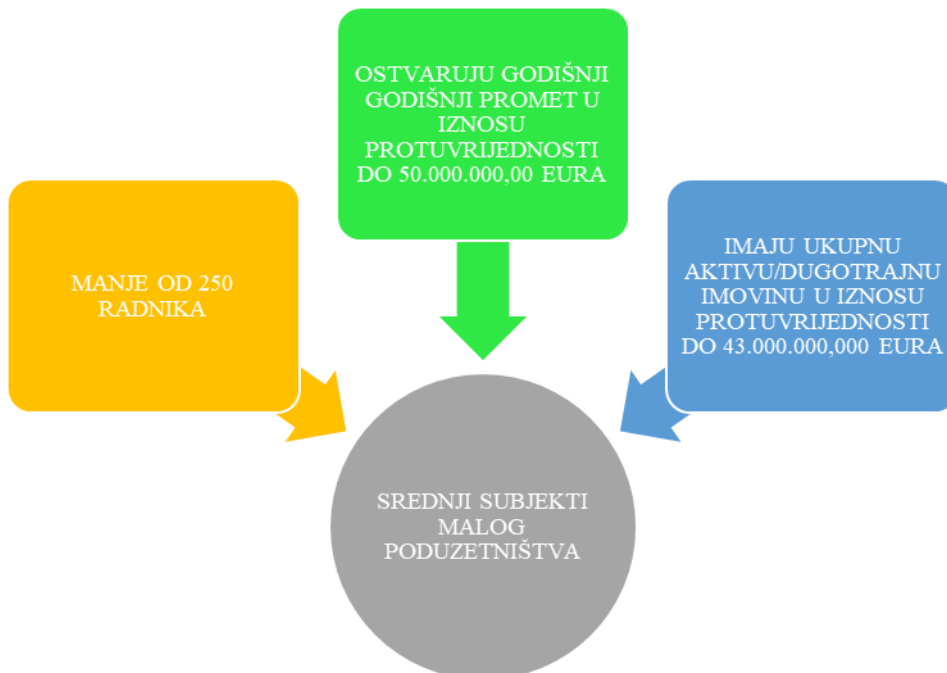 OSTVARUJU GODIŠNJI
GODIŠNJI PROMET U
IZNOSU
PROTUVRIJEDNOSTI
DO 50.000.000,00 EURA
MANJE OD 250
RADNIKA
IMAJU UKUPNU
AKTIVU/DUGOTRAJNU
IMOVINU U IZNOSU
PROTUVRIJEDNOSTI
DO 43.000.000,000 EURA
SREDNJI SUBJEKTI
MALOG
PODUZETNIŠTVA